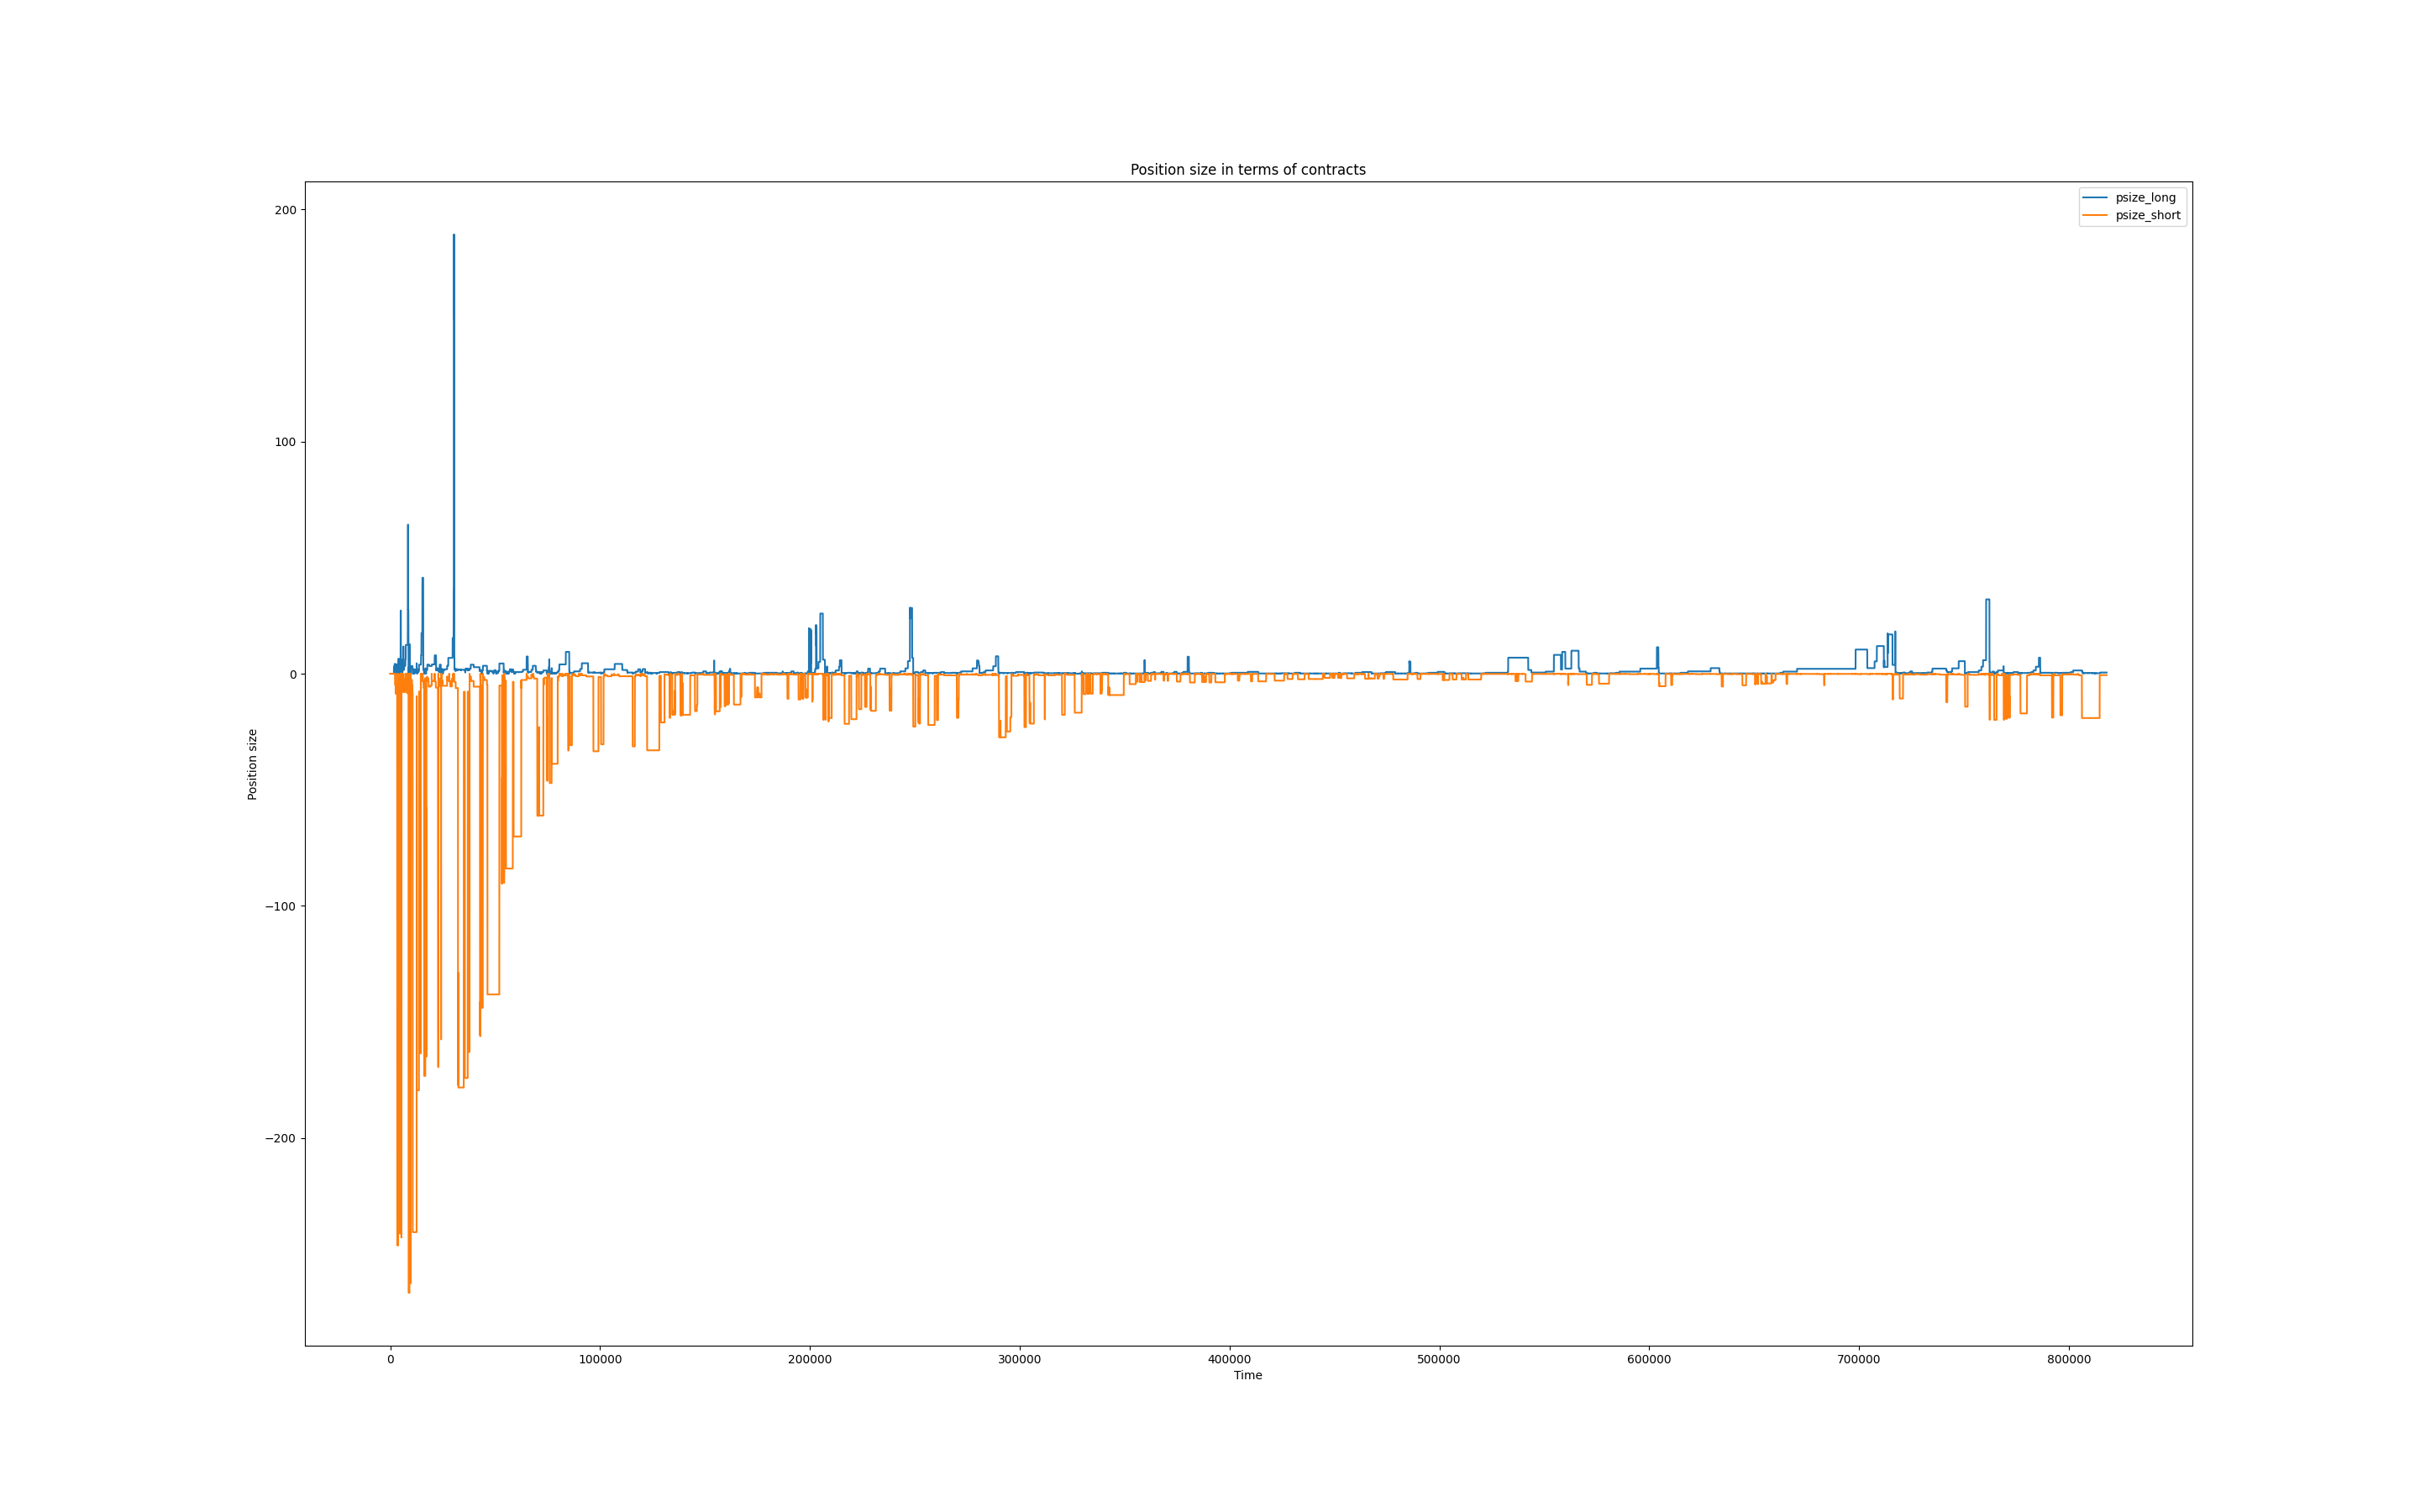 Position size in terms of contracts
psize_long
psize_short
200
100
0
−100
−200
Position size
0 100000 200000 300000 400000 500000 600000 700000 800000
Time